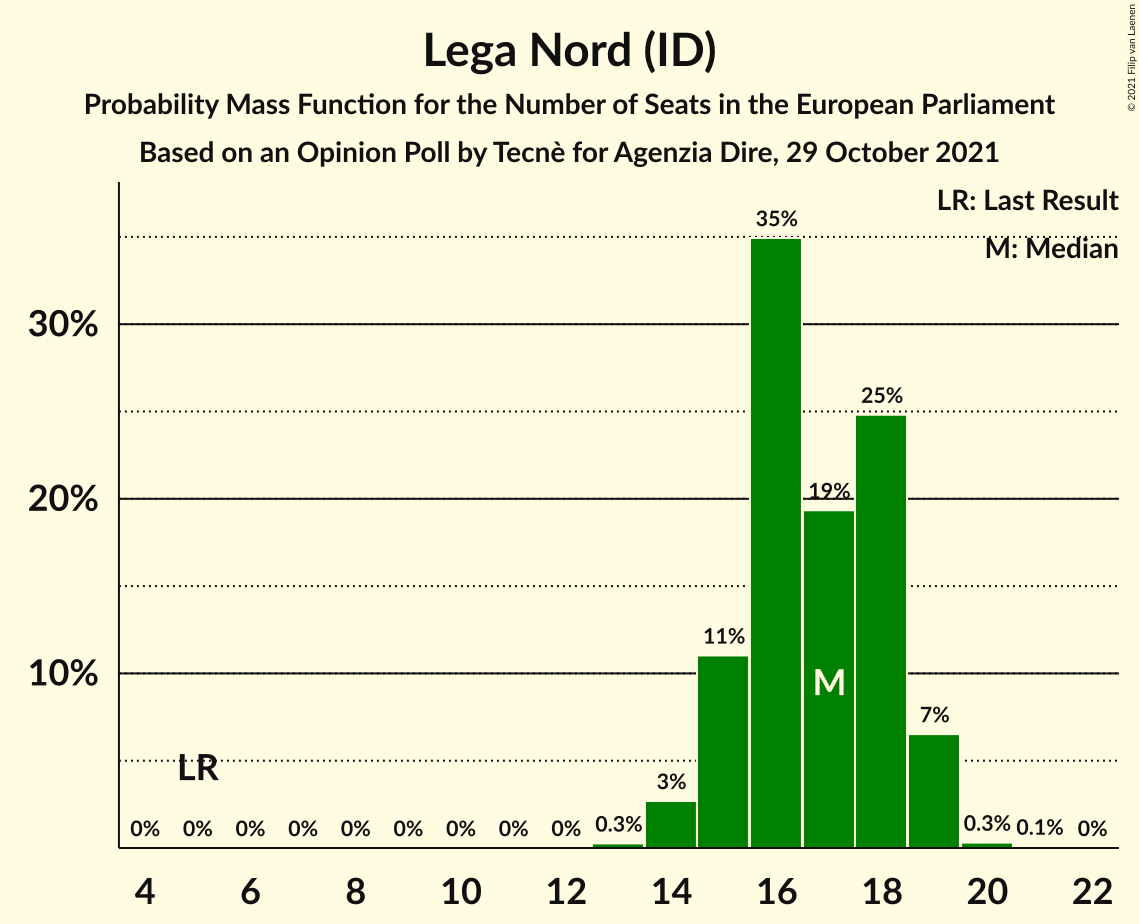 Lega Nord (ID)
Probability Mass Function for the Number of Seats in the European Parliament
Based on an Opinion Poll by Tecnè for Agenzia Dire, 29 October 2021
© 2021 Filip van Laenen
LR: Last Result
M: Median
35%
30%
25%
20%
19%
11%
10%
M
7%
LR
3%
0% 0% 0% 0% 0% 0% 0% 0% 0% 0.3% 0.3% 0.1% 0%
4 6 8 10 12 14 16 18 20 22